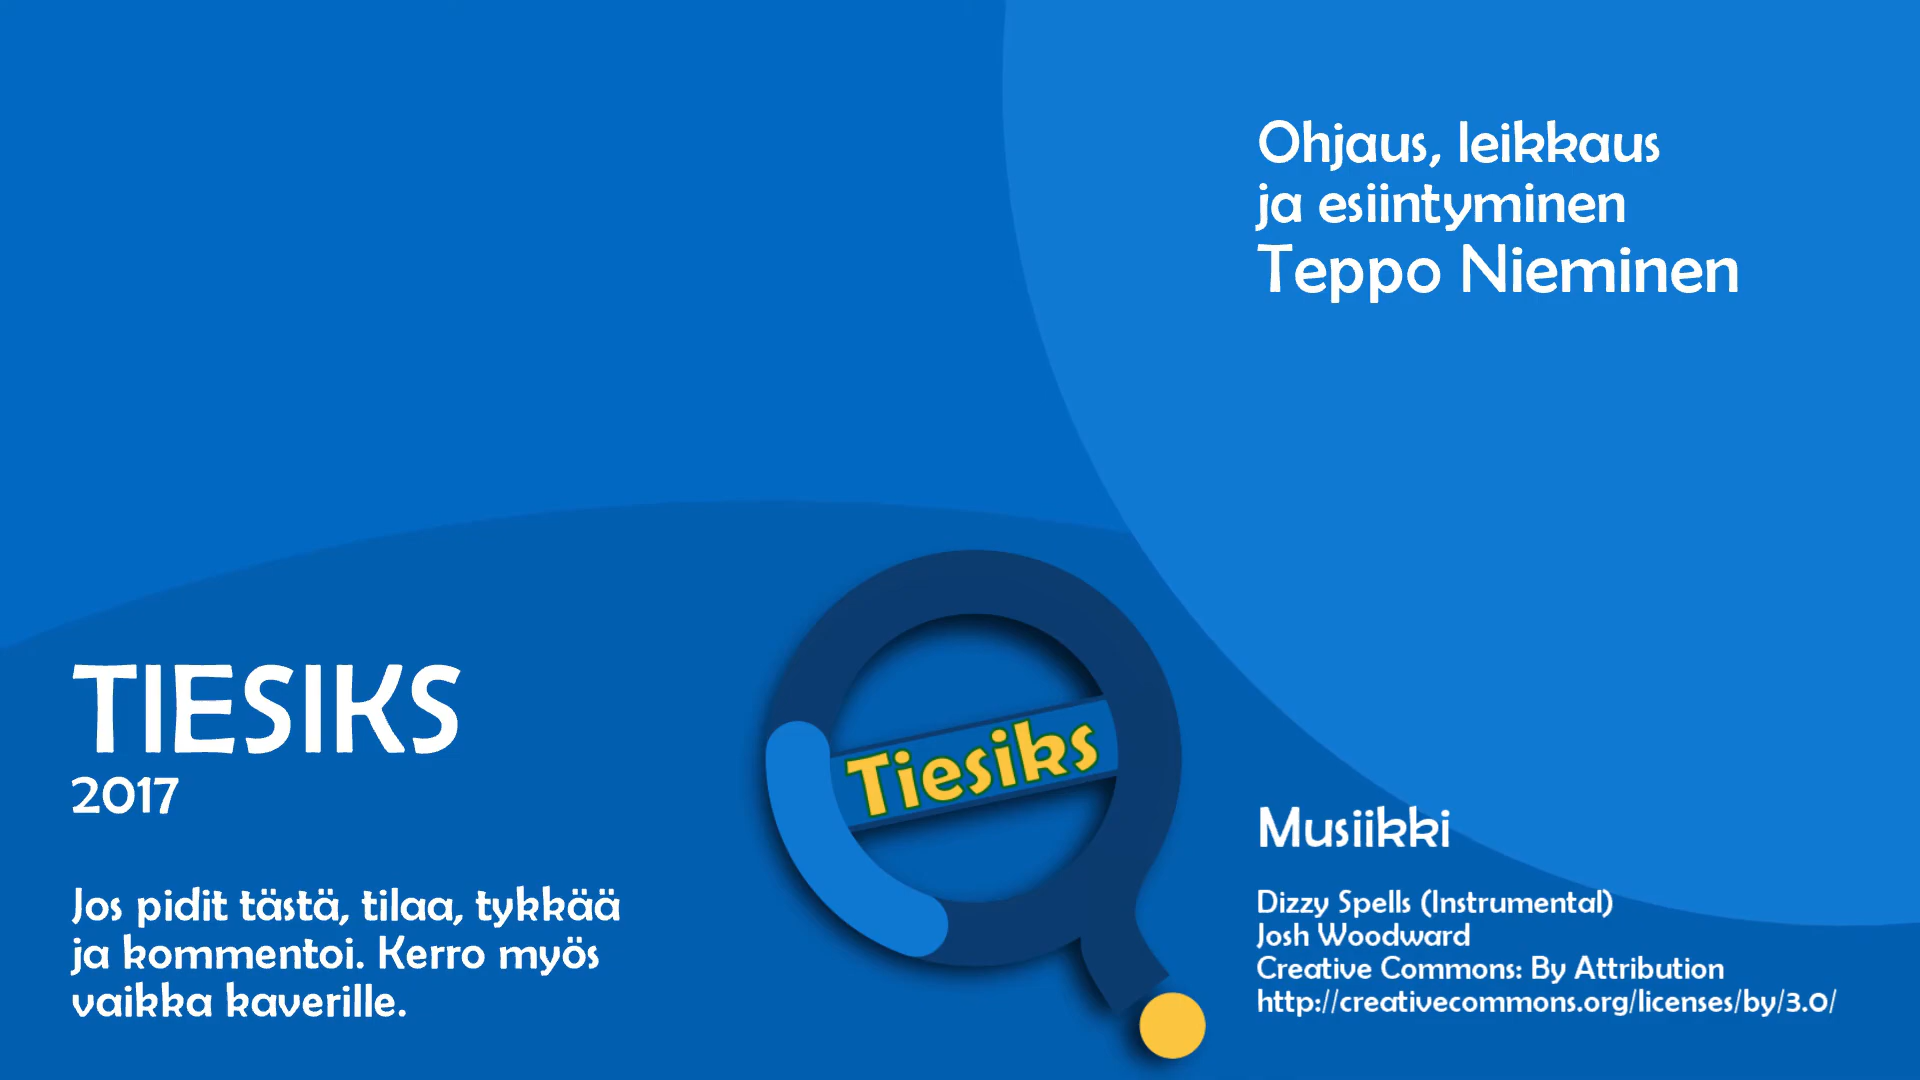 Ohjaus, leikkaus
ja esiintyminen
Teppo Nieminen
TIESIKS
2017
Jos pidit tästä, tilaa, tykkää
ja kommentoi. Kerro myös
vaikka kaverille.
Tiesiks
Musiikki
Dizzy Spells (Instrumental)
Josh Woodward
Creative Commons: By Attribution
http://creativecommons.org/licenses/by/3.0/